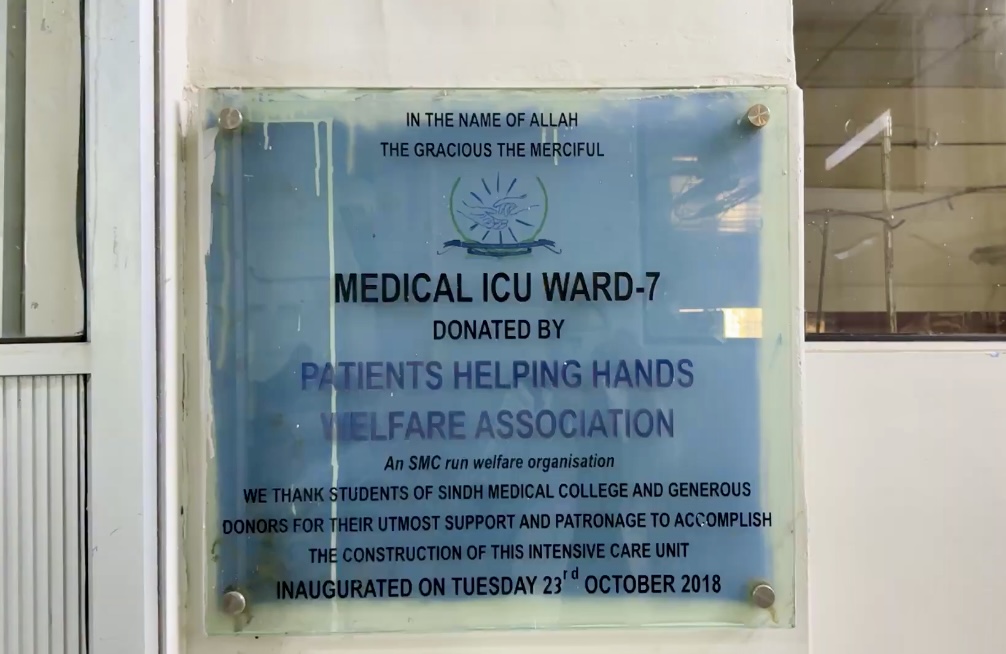 IN THE NAME OF ALLAH
THE GRACIOUS THE MERCIFUL
MEDICAL ICU WARD-7
DONATED BY
PATIENTS HELPING HANDS
WELFARE ASSOCIATION
An SMC run welfare organisation
WE THANK STUDENTS OF SINDH MEDICAL COLLEGE AND GENEROUS
DONORS FOR THEIR UTMOST SUPPORT AND PATRONAGE TO ACCOMPLISH
THE CONSTRUCTION OF THIS INTENSIVE CARE UNIT
INAUGURATED ON TUESDAY 23rd OCTOBER 2018